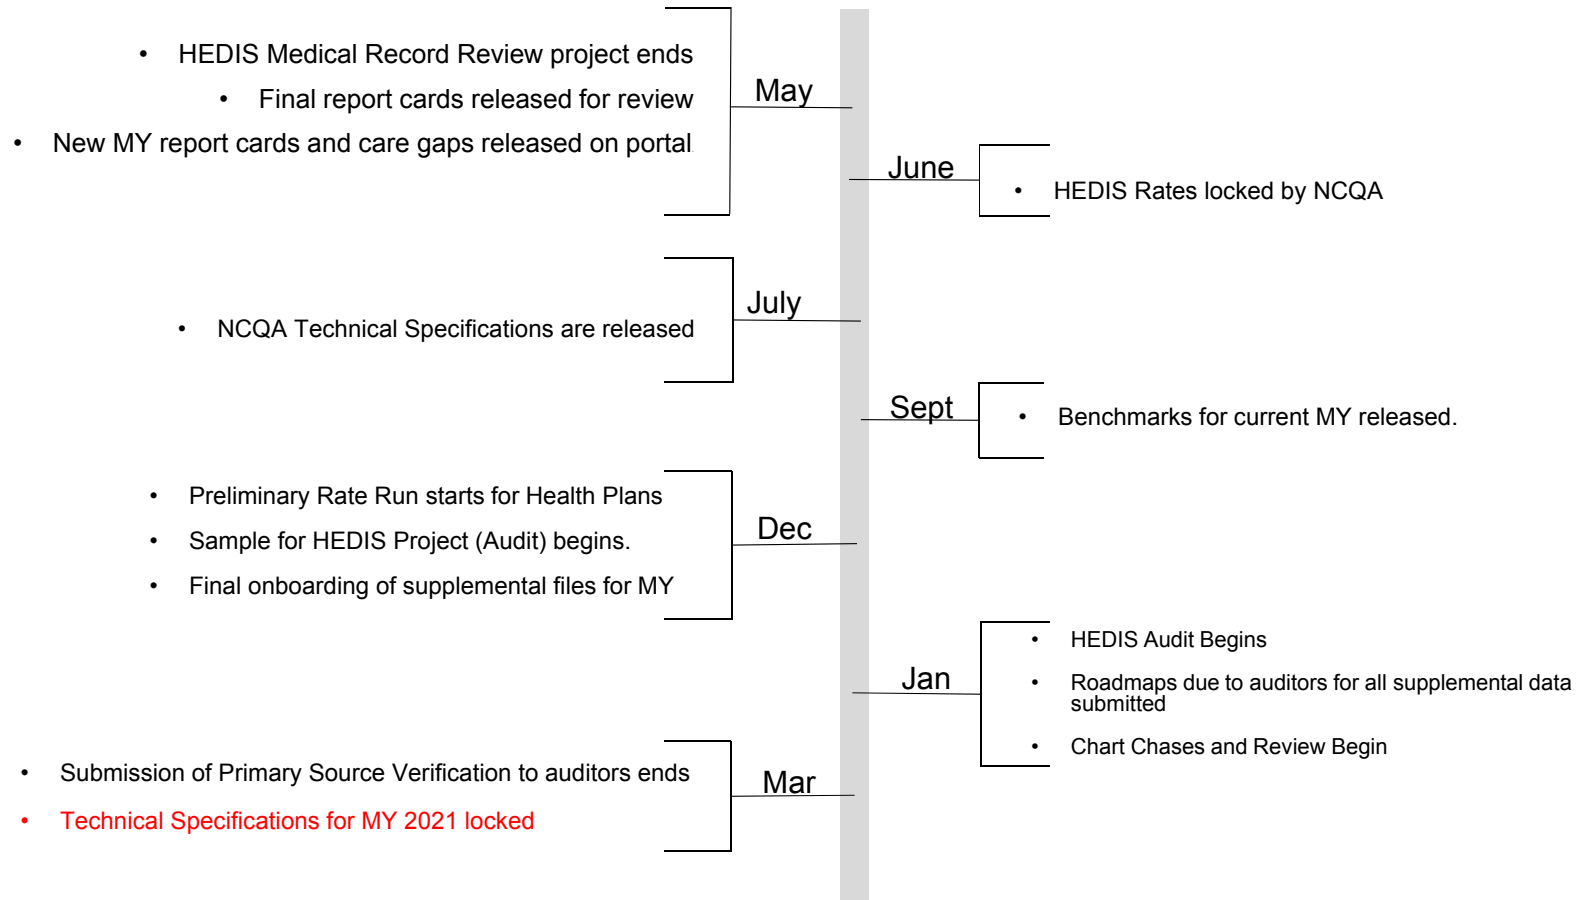 • HEDIS Medical Record Review project ends
• Final report cards released for review
• New MY report cards and care gaps released on portal
May
June
• HEDIS Rates locked by NCQA
July
• NCQA Technical Specifications are released
Sept
• Benchmarks for current MY released.
• Preliminary Rate Run starts for Health Plans
• Sample for HEDIS Project (Audit) begins.
• Final onboarding of supplemental files for MY
Dec
Jan
• HEDIS Audit Begins
• Roadmaps due to auditors for all supplemental data
submitted
• Chart Chases and Review Begin
• Submission of Primary Source Verification to auditors ends
• Technical Specifications for MY 2021 locked
Mar